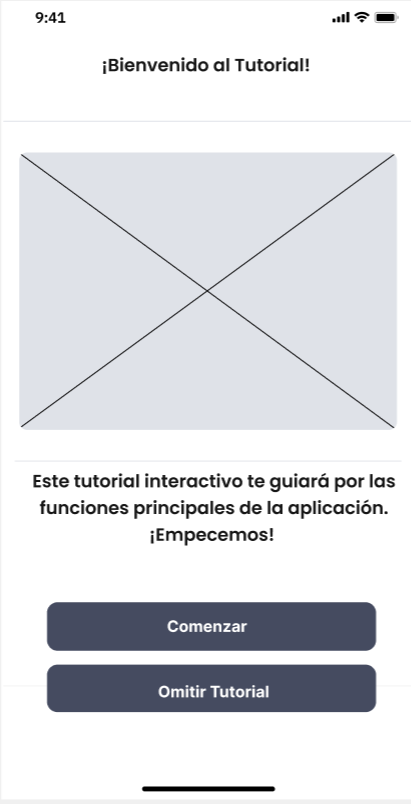 9:41
¡Bienvenido al Tutorial!
Este tutorial interactivo te guiará por las
funciones principales de la aplicación.
¡Empecemos!
Comenzar
Omitir Tutorial